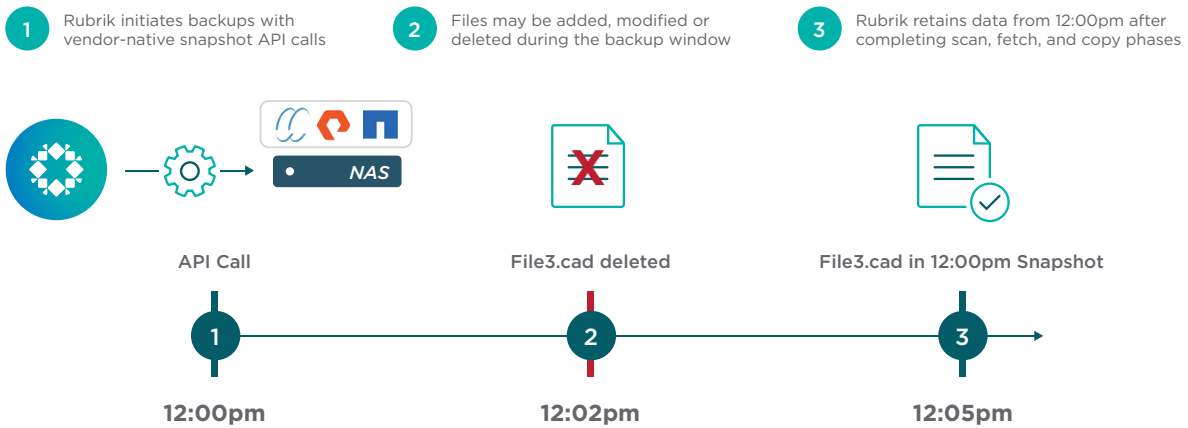 1
Rubrik initiates backups with
vendor-native snapshot API calls
2
Files may be added, modified or
deleted during the backup window
3
Rubrik retains data from 12:00pm after
completing scan, fetch, and copy phases
NAS
X
API Call
File3.cad deleted
File3.cad in 12:00pm Snapshot
1
2
3
12:00pm
12:02pm
12:05pm